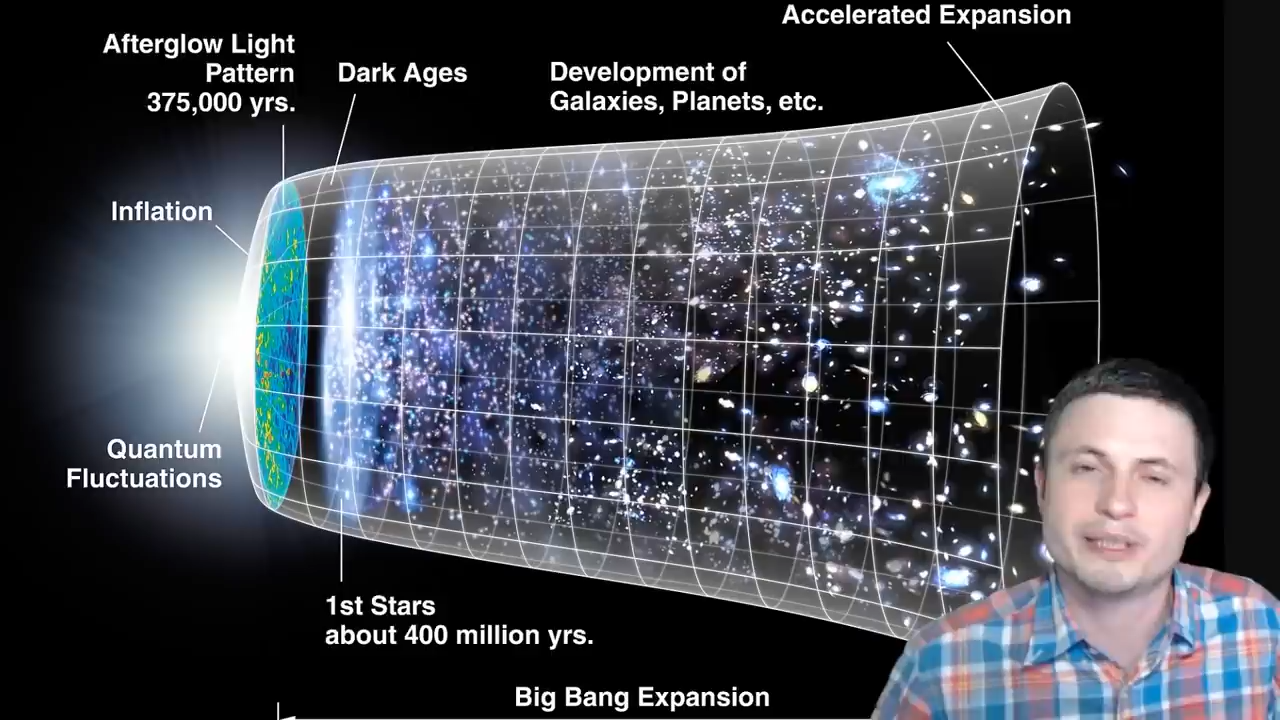 Accelerated Expansion
Afterglow Light
Pattern
375,000 yrs.
Dark Ages
Development of
Galaxies, Planets, etc.
Inflation
Quantum
Fluctuations
1st Stars
about 400 million yrs.
Big Bang Expansion